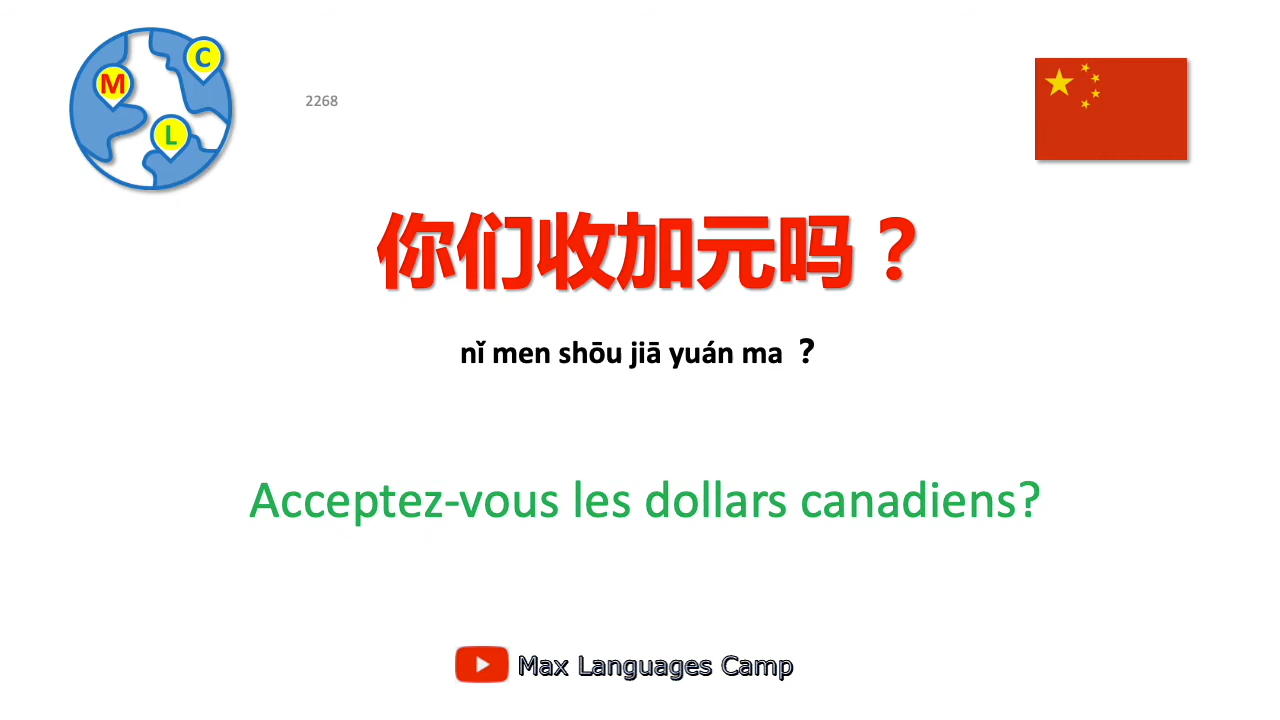 M
C
L
2268
你们收加元吗？
nǐ men shōu jiā yuán ma ？
Acceptez-vous les dollars canadiens?
Max Languages Camp